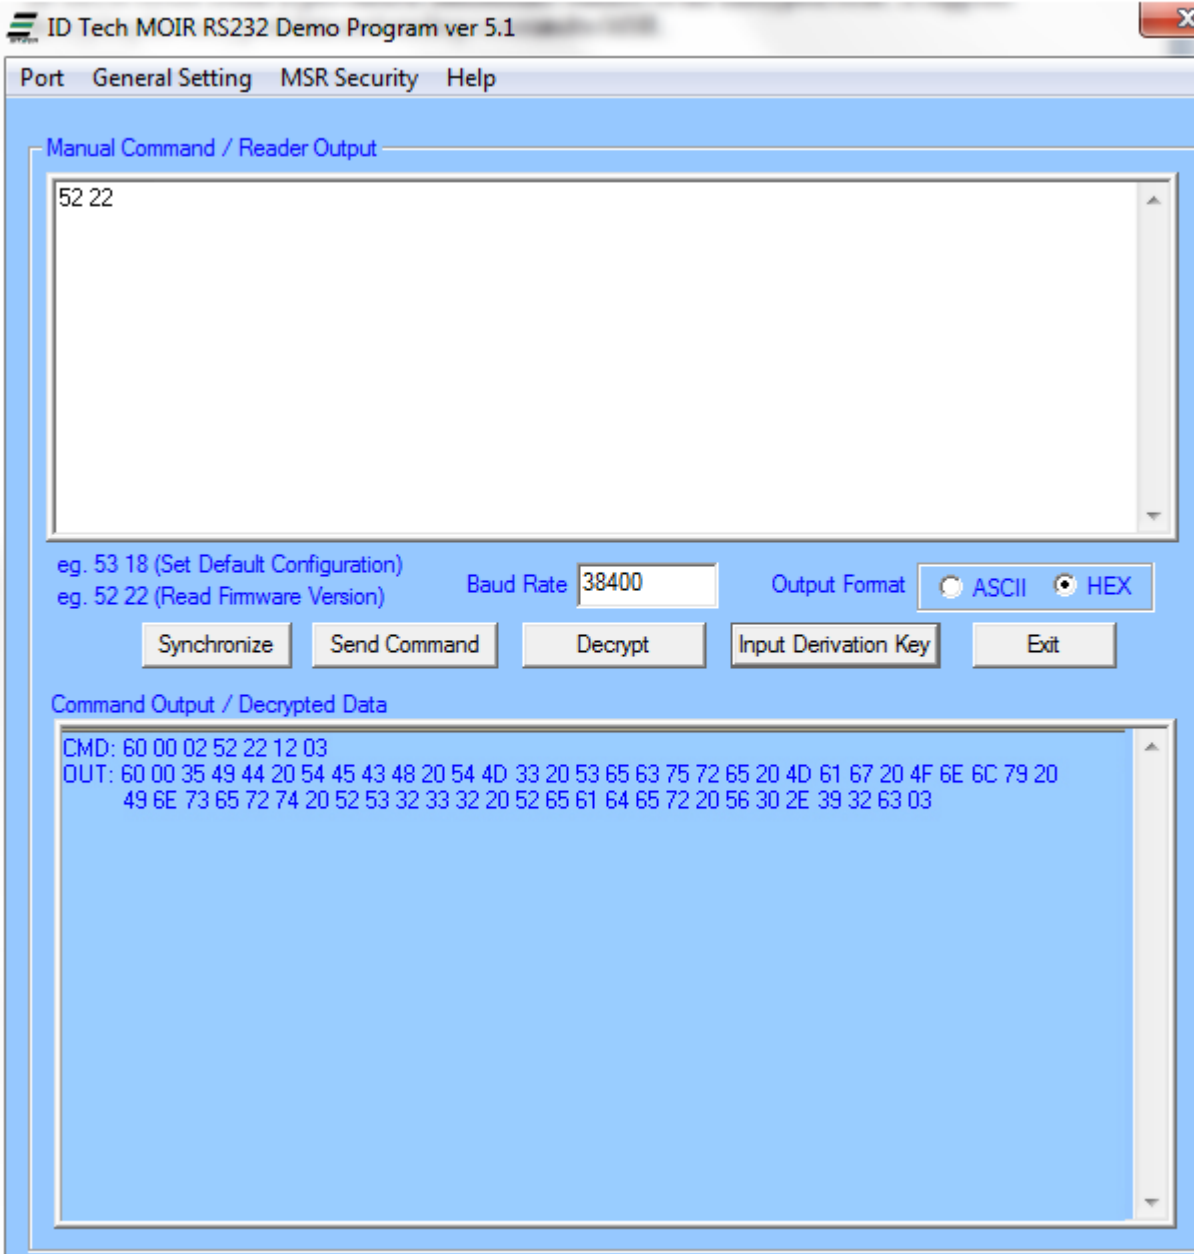 ID Tech MOIR RS232 Demo Program ver 5.1
Port General Setting MSR Security Help
Manual Command / Reader Output
52 22
eg. 53 18 (Set Default Configuration)
eg. 52 22 (Read Firmware Version)
Baud Rate 38400
Output Format ASCII HEX
Synchronize Send Command Decrypt Input Derivation Key Exit
Command Output / Decrypted Data
CMD: 60 00 02 52 22 12 03
OUT: 60 00 35 49 44 20 54 45 43 48 20 54 4D 33 20 53 65 63 75 72 65 20 4D 61 67 20 4F 6E 6C 79 20
49 6E 73 65 72 74 20 52 53 32 33 32 20 52 65 61 64 65 72 20 56 30 2E 39 32 63 03